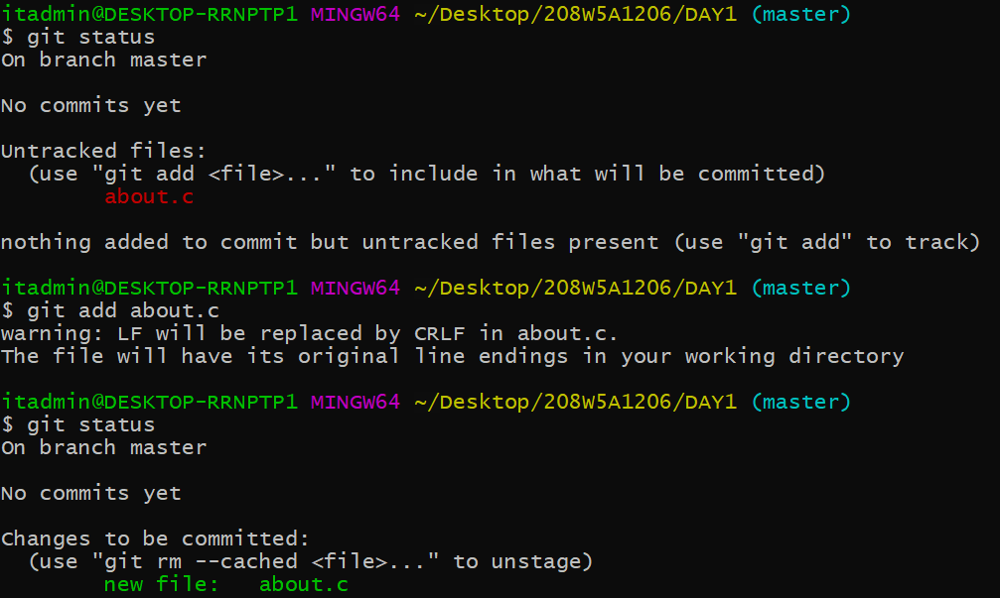 itadmin@DESKTOP-RRNPTP1 MINGW64 ~/Desktop/208W5A1206/DAY1 (master)
$ git status
On branch master

No commits yet

Untracked files:
  (use "git add <file>..." to include in what will be committed)
        about.c

nothing added to commit but untracked files present (use "git add" to track)

itadmin@DESKTOP-RRNPTP1 MINGW64 ~/Desktop/208W5A1206/DAY1 (master)
$ git add about.c
warning: LF will be replaced by CRLF in about.c.
The file will have its original line endings in your working directory

itadmin@DESKTOP-RRNPTP1 MINGW64 ~/Desktop/208W5A1206/DAY1 (master)
$ git status
On branch master

No commits yet

Changes to be committed:
  (use "git rm --cached <file>..." to unstage)
        new file:   about.c